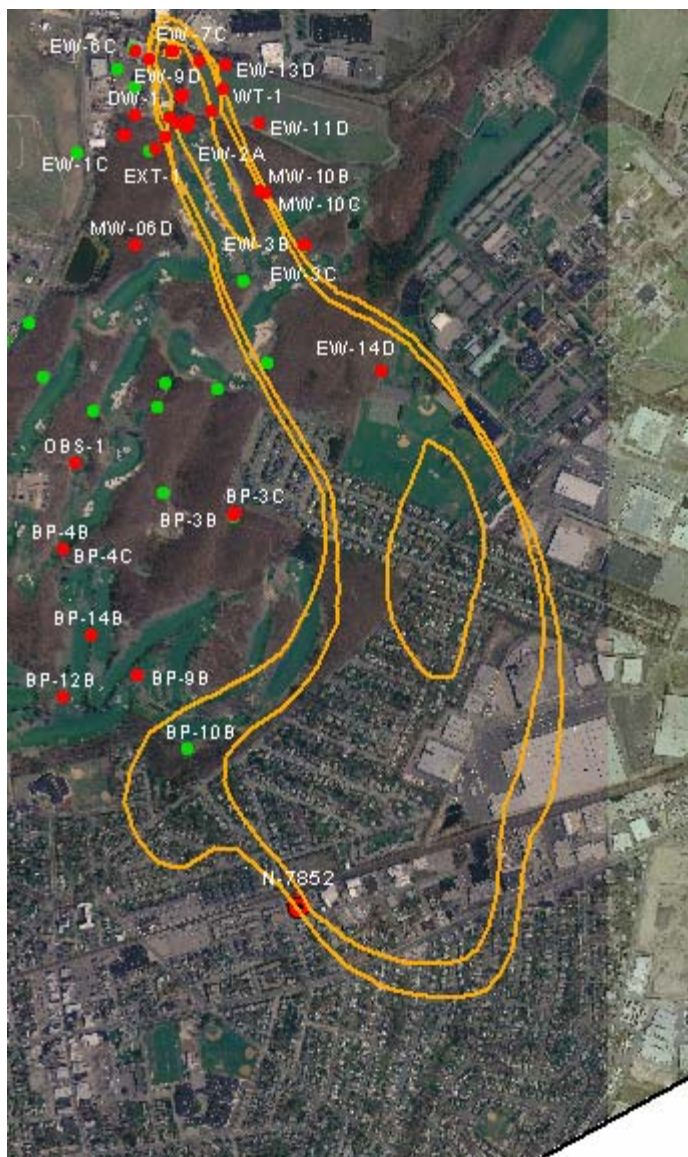 EW-6C
EW-7C
EW-9D
EW-13D
DW-1
WT-1
EW-11D
EW-1C
EW-2A
EXT-1
MW-10B
MW-10C
MW-06D
EW-3B
EW-3C
EW-14D
OBS-1
BP-3C
BP-3B
BP-4B
BP-4C
BP-14B
BP-9B
BP-12B
BP-10B
N-7852